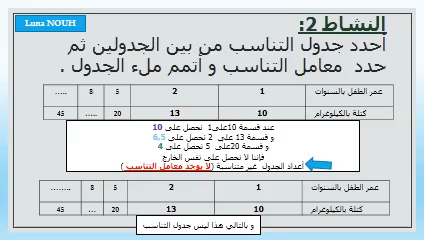 Luna NOUH
النشاط 2:
أحدد جدول التناسب من بين الجدولين ثم
حدد معامل التناسب و أتمم ملء الجدول .
عمر الطفل بالسنوات 1 2 5 8 .....
كتلة بالكيلوغرام 10 13 20 ..... 45
عند قسمة 10على1 نحصل على 10
و قسمة 13 على 2 نحصل على 6,5
و قسمة 20على 5 نحصل على 4
فإننا لا نحصل على نفس الخارج
أعداد الجدول غير متناسبة (لا يوجد معامل التناسب )
عمر الطفل بالسنوات 1 2 5 8 ........
كتلة بالكيلوغرام 10 13 20 ... 45
و بالتالي هذا ليس جدول التناسب